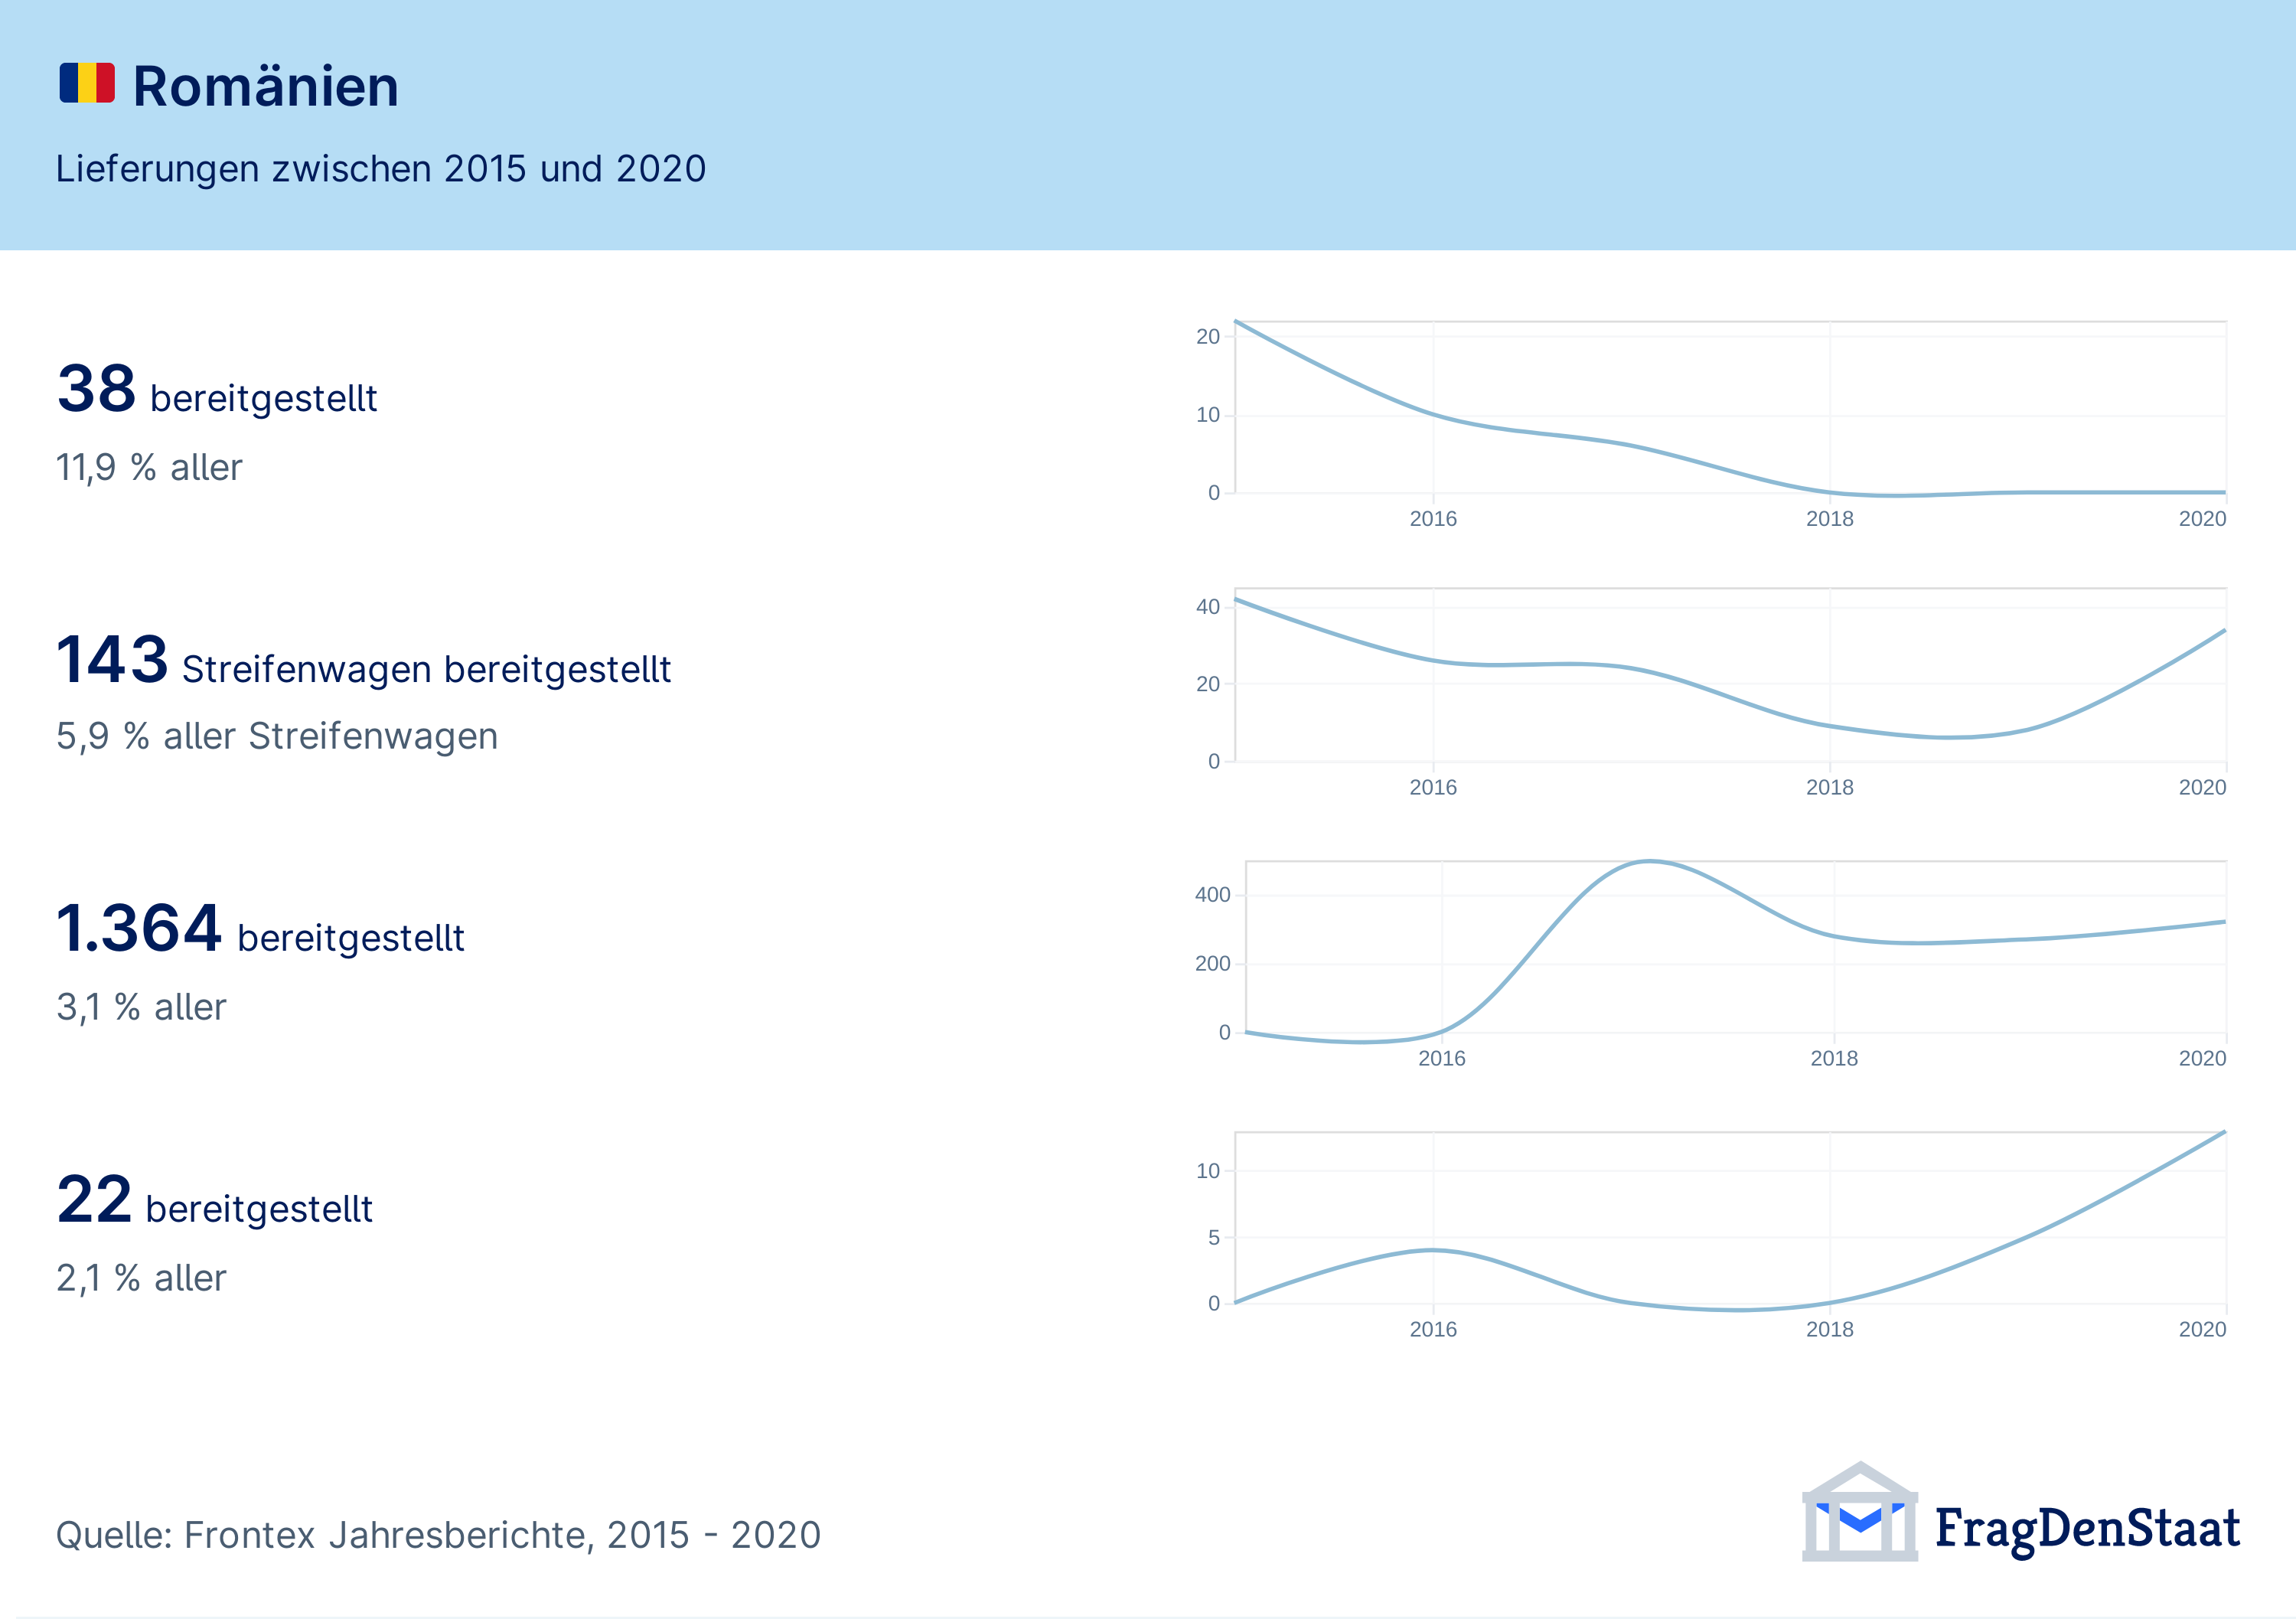 Romänien
Lieferungen zwischen 2015 und 2020
38 bereitgestellt
11,9 % aller
20
10
0
2016 2018 2020
143 Streifenwagen bereitgestellt
5,9 % aller Streifenwagen
40
20
0
2016 2018 2020
1.364 bereitgestellt
3,1 % aller
400
200
0
2016 2018 2020
22 bereitgestellt
2,1 % aller
10
5
0
2016 2018 2020
Quelle: Frontex Jahresberichte, 2015 - 2020
FragDenStaat